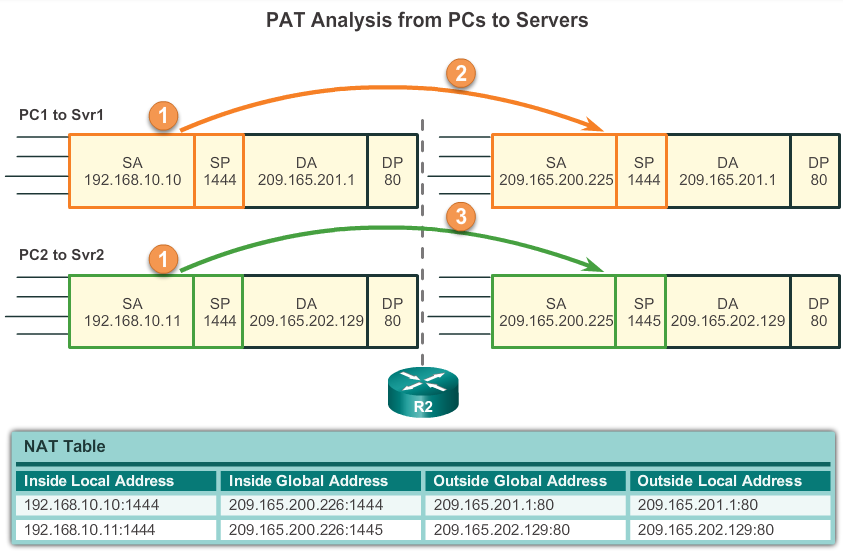 PAT Analysis from PCs to Servers
2
PC1 to Svr1
1
SA
192.168.10.10
SP
1444
DA
209.165.201.1
DP
80
SA
209.165.200.225
SP
1444
DA
209.165.201.1
DP
80
3
PC2 to Svr2
1
SA
192.168.10.11
SP
1444
DA
209.165.202.129
DP
80
SA
209.165.200.225
SP
1445
DA
209.165.202.129
DP
80
R2
NAT Table
Inside Local Address Inside Global Address Outside Global Address Outside Local Address
192.168.10.10:1444 209.165.200.226:1444 209.165.201.1:80 209.165.201.1:80
192.168.10.11:1444 209.165.200.226:1445 209.165.202.129:80 209.165.202.129:80